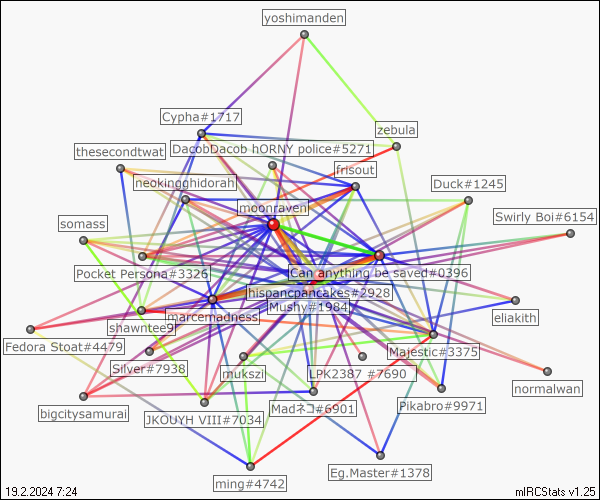 yoshimanden
Cypha#1717
zebula
DacobDacob hORNY police#5271
thesecondtwat
frisout
neokingghidorah
Duck#1245
moonraven
Swirly Boi#6154
somass
Pocket Persona#3326
Can anything be saved#0396
hispancpancakes#2928
Mushy#1984
eliakith
marcemadness
shawntee9
Fedora Stoat#4479
Majestic#3375
Silver#7938
mukszi
LPK2387 #7690
normalwan
bigcitysamurai
JKOUYH VIII#7034
Madネコ#6901
Pikabro#9971
Eg.Master#1378
ming#4742
19.2.2024 7:24
mIRCStats v1.25